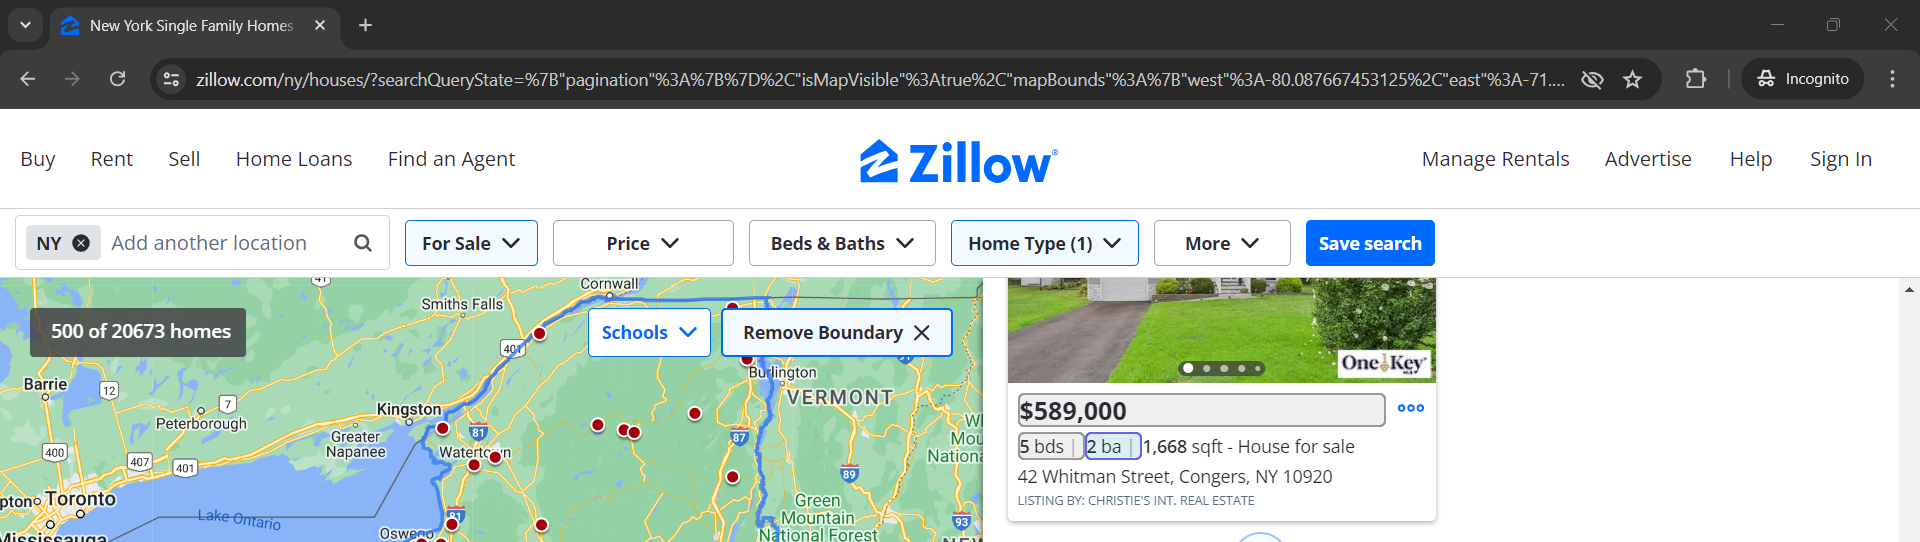 New York Single Family Homes
zillow.com/ny/houses/?searchQueryState=%7B"pagination"%3A%7B%7D%2C"isMapVisible"%3Atrue%2C"mapBounds"%3A%7B"west"%3A-80.087667453125%2C"east"%3A-71....
Incognito
Buy Rent Sell Home Loans Find an Agent
Zillow
Manage Rentals Advertise Help Sign In
NY Add another location
For Sale Price Beds & Baths Home Type (1) More Save search
500 of 20673 homes
Schools Remove Boundary
Cornwall
Smiths Falls
401
Burlington
VERMONT
Barrie
12
7
Peterborough
Kingston
Greater
Napanee
81
87
Watertown
400
407
401
89
Toronto
Lake Ontario
81
Green
Mountain
National Forest
93
Oswego
Mississauga
OneKey
$589,000
5 bds | 2 ba | 1,668 sqft - House for sale
42 Whitman Street, Congers, NY 10920
LISTING BY: CHRISTIE'S INT. REAL ESTATE